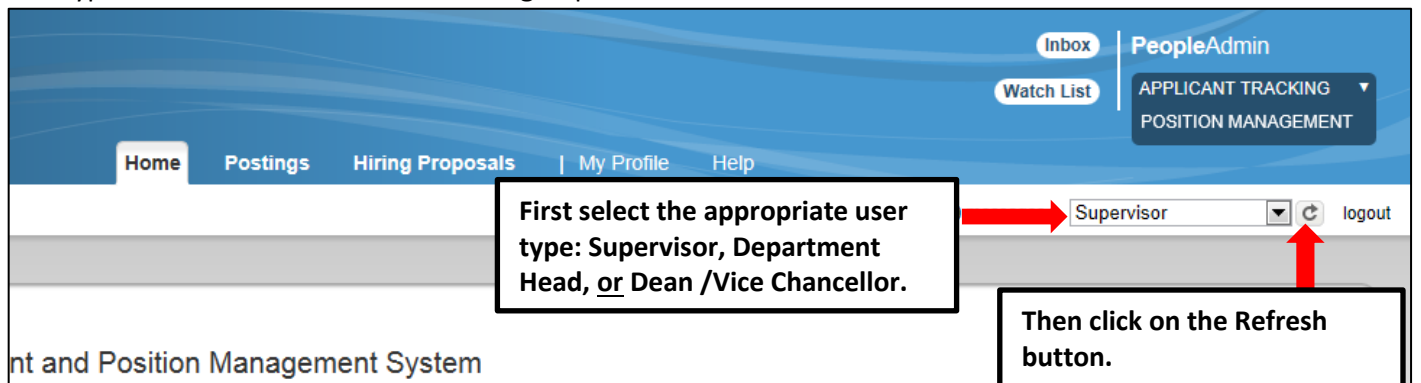 Inbox
PeopleAdmin
Watch List
APPLICANT TRACKING
POSITION MANAGEMENT
Home Postings Hiring Proposals | My Profile Help
First select the appropriate user
type: Supervisor, Department
Head, or Dean /Vice Chancellor.
Supervisor logout
Then click on the Refresh
button.
nt and Position Management System